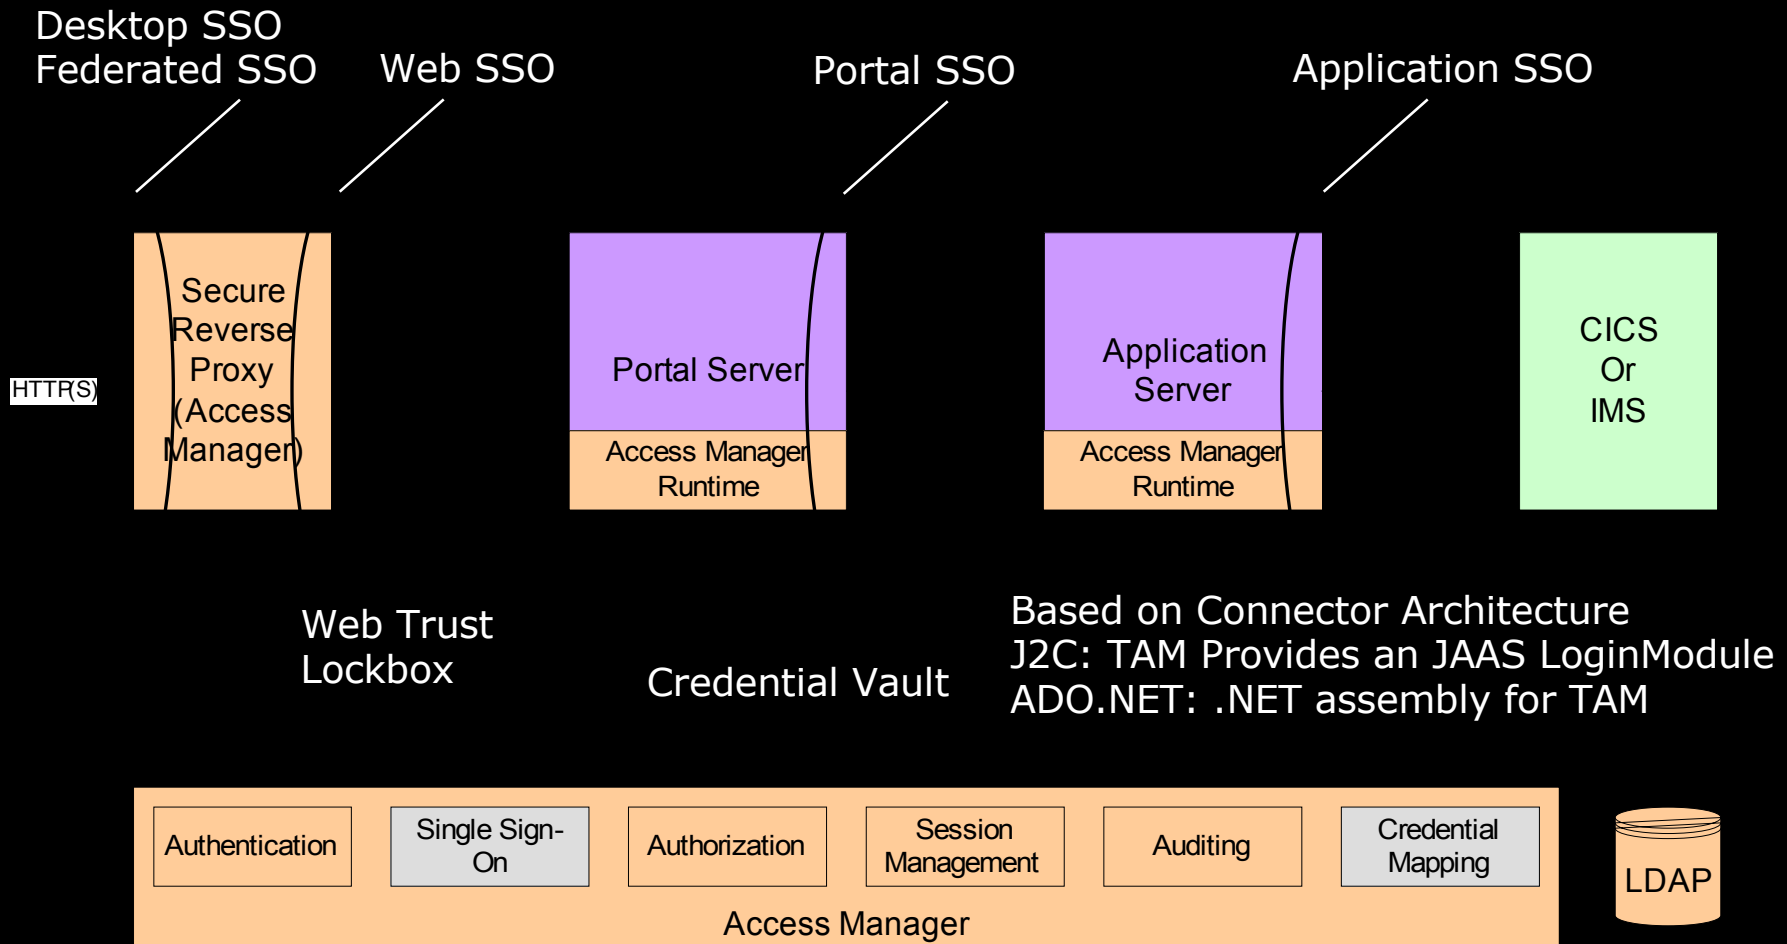 Desktop SSO
Federated SSO
Web SSO
Portal SSO
Application SSO
HTTP(S)
Secure
Reverse
Proxy
(Access
Manager)
Portal Server
Access Manager
Runtime
Application
Server
Access Manager
Runtime
CICS
Or
IMS
Web Trust
Lockbox
Credential Vault
Based on Connector Architecture
J2C: TAM Provides an JAAS LoginModule
ADO.NET: .NET assembly for TAM
Authentication
Single Sign-
On
Authorization
Session
Management
Auditing
Credential
Mapping
Access Manager
LDAP